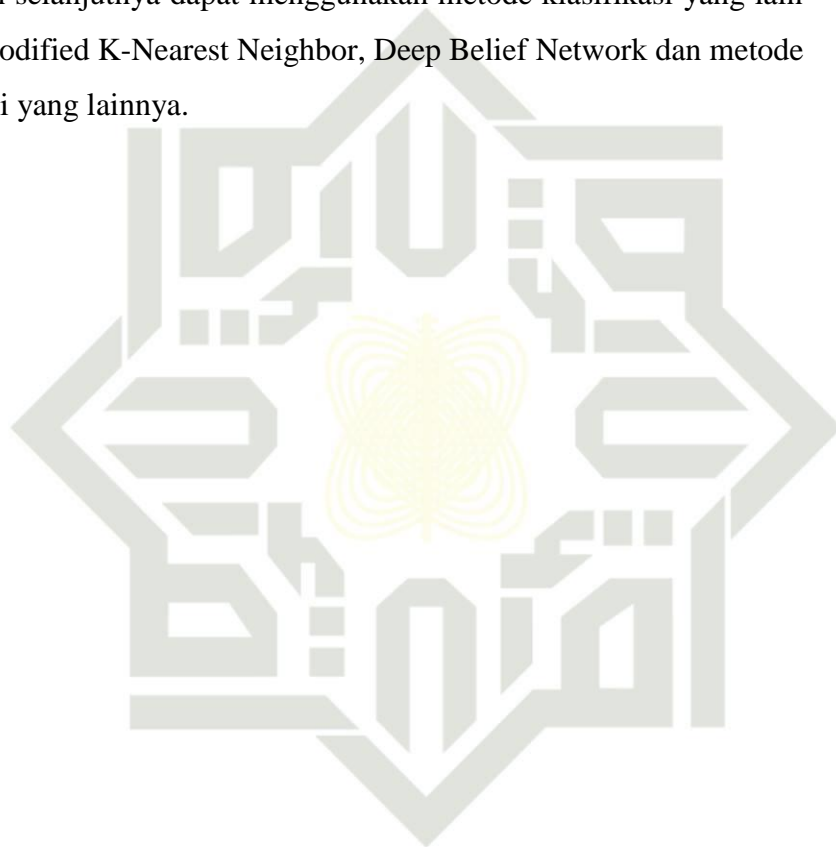 selanjutnya dapat menggunakan metode klasifikasi yang lain
odified K-Nearest Neighbor, Deep Belief Network dan metode
i yang lainnya.